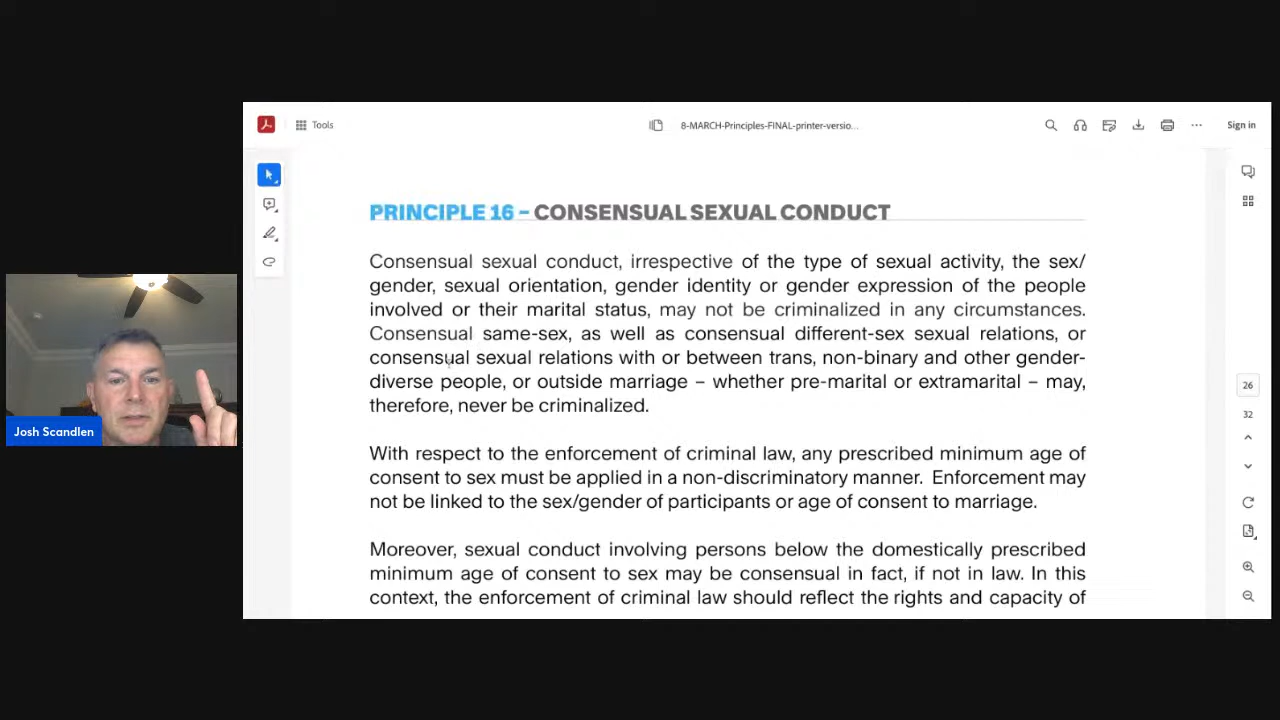 Tools
8-MARCH-Principles-FINAL-printer-versio...
Sign in
PRINCIPLE 16 – CONSENSUAL SEXUAL CONDUCT
Consensual sexual conduct, irrespective of the type of sexual activity, the sex/
gender, sexual orientation, gender identity or gender expression of the people
involved or their marital status, may not be criminalized in any circumstances.
Consensual same-sex, as well as consensual different-sex sexual relations, or
consensual sexual relations with or between trans, non-binary and other gender-
diverse people, or outside marriage – whether pre-marital or extramarital – may,
therefore, never be criminalized.
With respect to the enforcement of criminal law, any prescribed minimum age of
consent to sex must be applied in a non-discriminatory manner. Enforcement may
not be linked to the sex/gender of participants or age of consent to marriage.
Moreover, sexual conduct involving persons below the domestically prescribed
minimum age of consent to sex may be consensual in fact, if not in law. In this
context, the enforcement of criminal law should reflect the rights and capacity of
26
32
Josh Scandlen